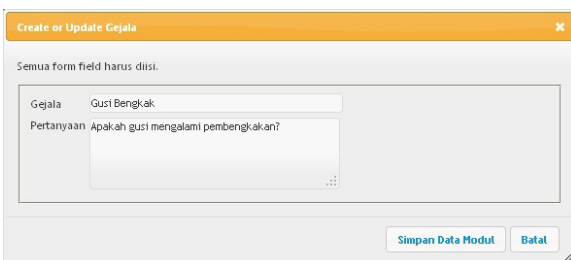 Create or Update Gejala
Semua form field harus diisi.
Gejala Gusi Bengkak
Pertanyaan Apakah gusi mengalami pembengkakan?
Simpan Data Modul Batal